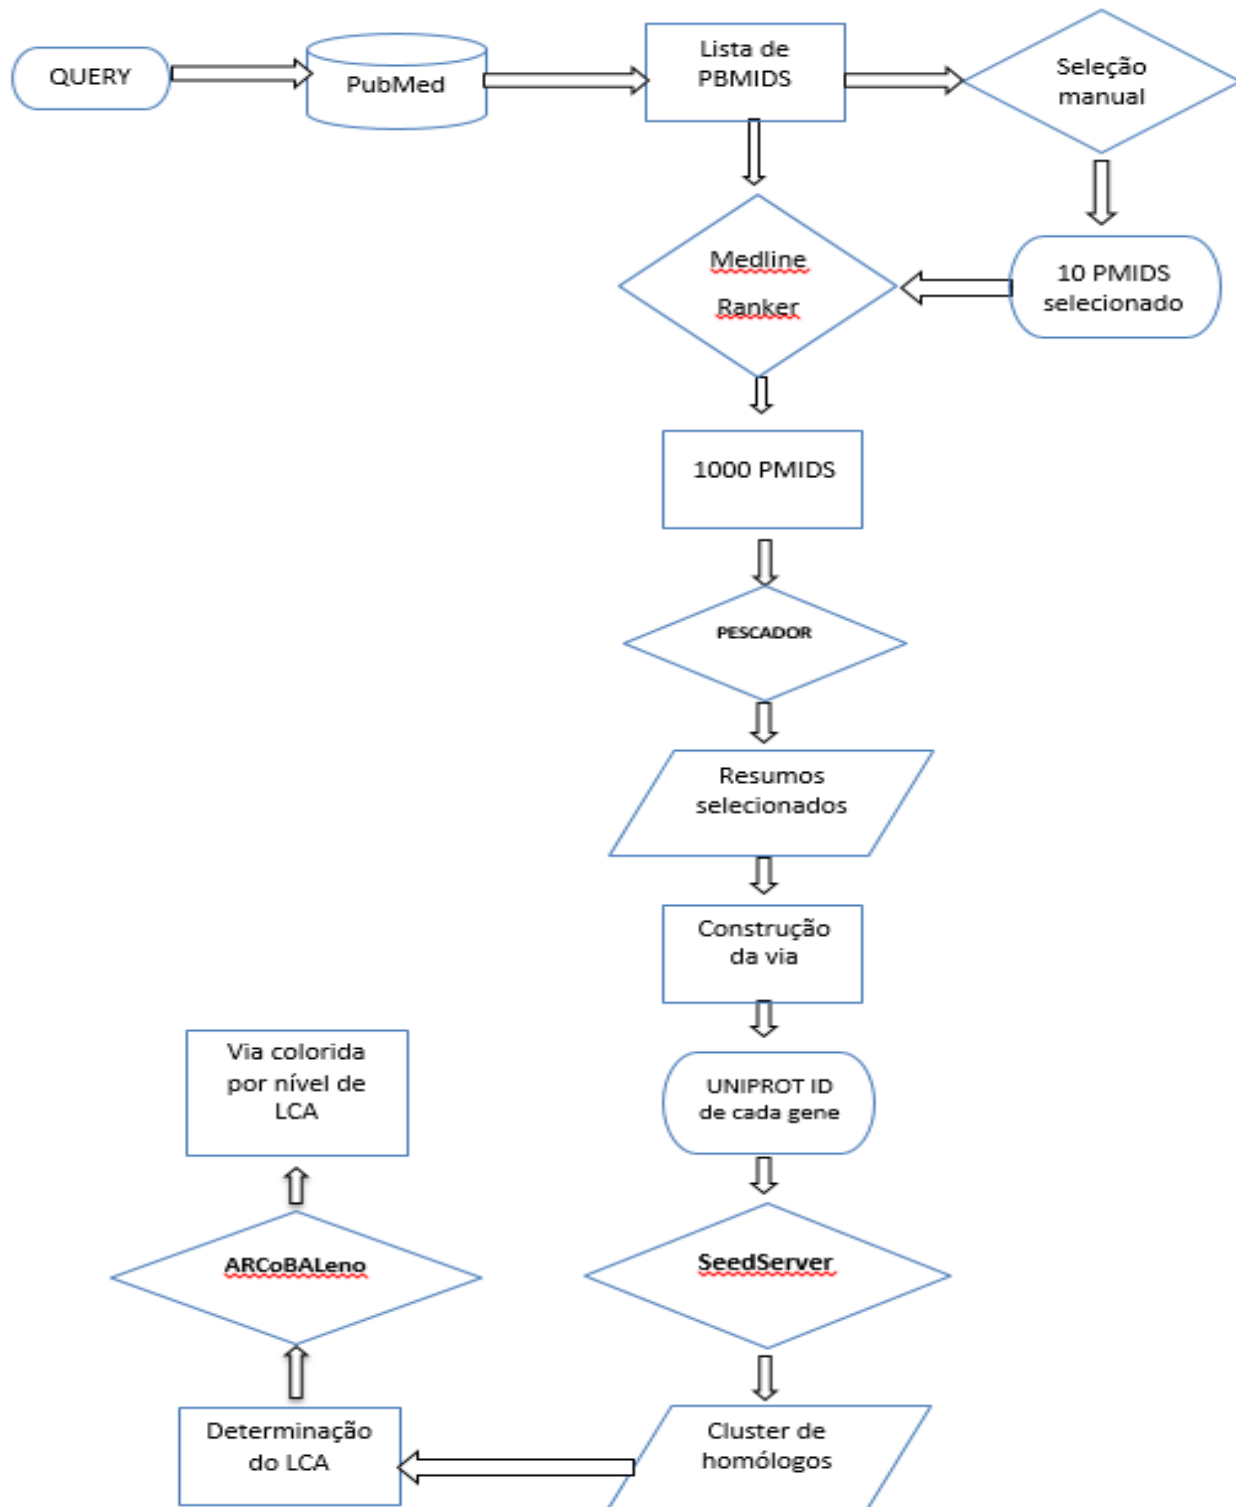 QUERY
PubMed
Lista de
PBMIDS
Seleção
manual
Medline
Ranker
10 PMIDS
selecionado
1000 PMIDS
PESCADOR
Resumos
selecionados
Construção
da via
UNIPROT ID
de cada gene
SeedServer
Cluster de
homólogos
Determinação
do LCA
ARCoBALeno
Via colorida
por nível de
LCA